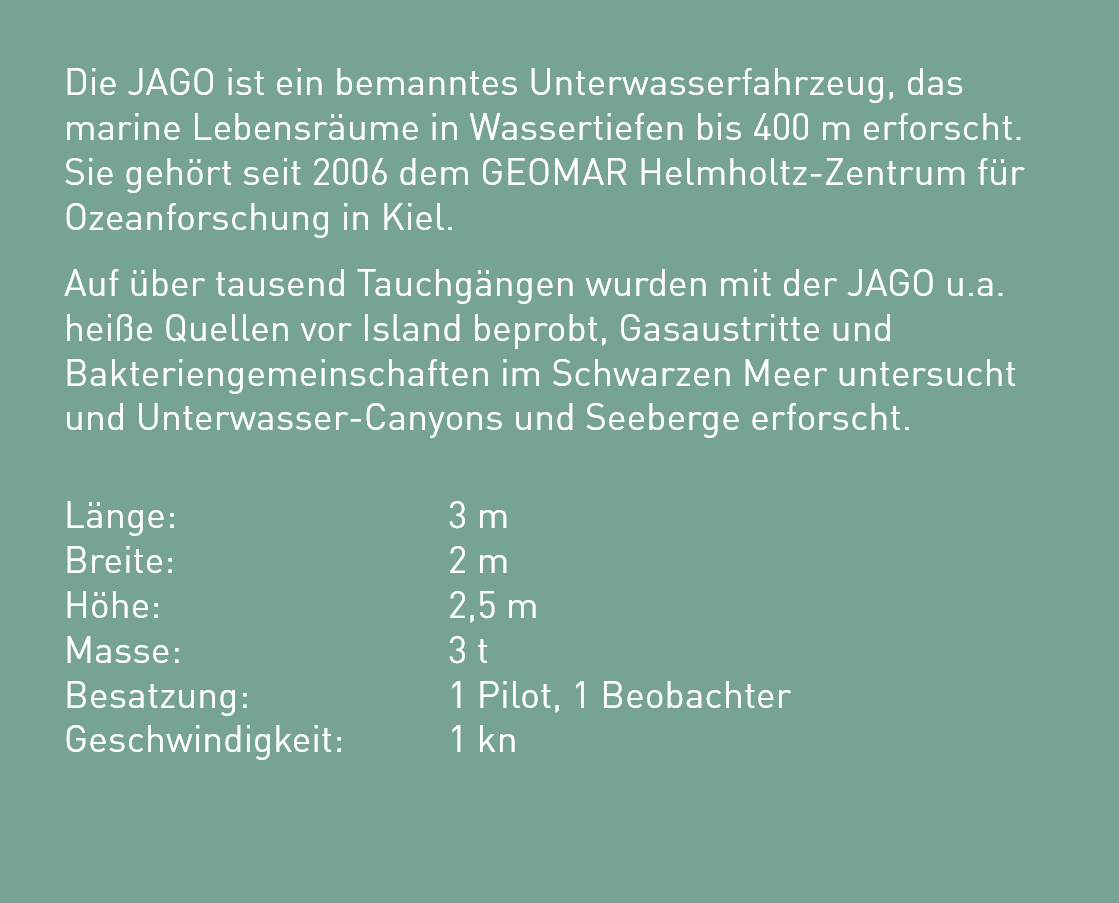 Die JAGO ist ein bemanntes Unterwasserfahrzeug, das
marine Lebensräume in Wassertiefen bis 400 m erforscht.
Sie gehört seit 2006 dem GEOMAR Helmholtz-Zentrum für
Ozeanforschung in Kiel.
Auf über tausend Tauchgängen wurden mit der JAGO u.a.
heiße Quellen vor Island beprobt, Gasaustritte und
Bakteriengemeinschaften im Schwarzen Meer untersucht
und Unterwasser-Canyons und Seeberge erforscht.
Länge: 3 m
Breite: 2 m
Höhe: 2,5 m
Masse: 3 t
Besatzung: 1 Pilot, 1 Beobachter
Geschwindigkeit: 1 kn